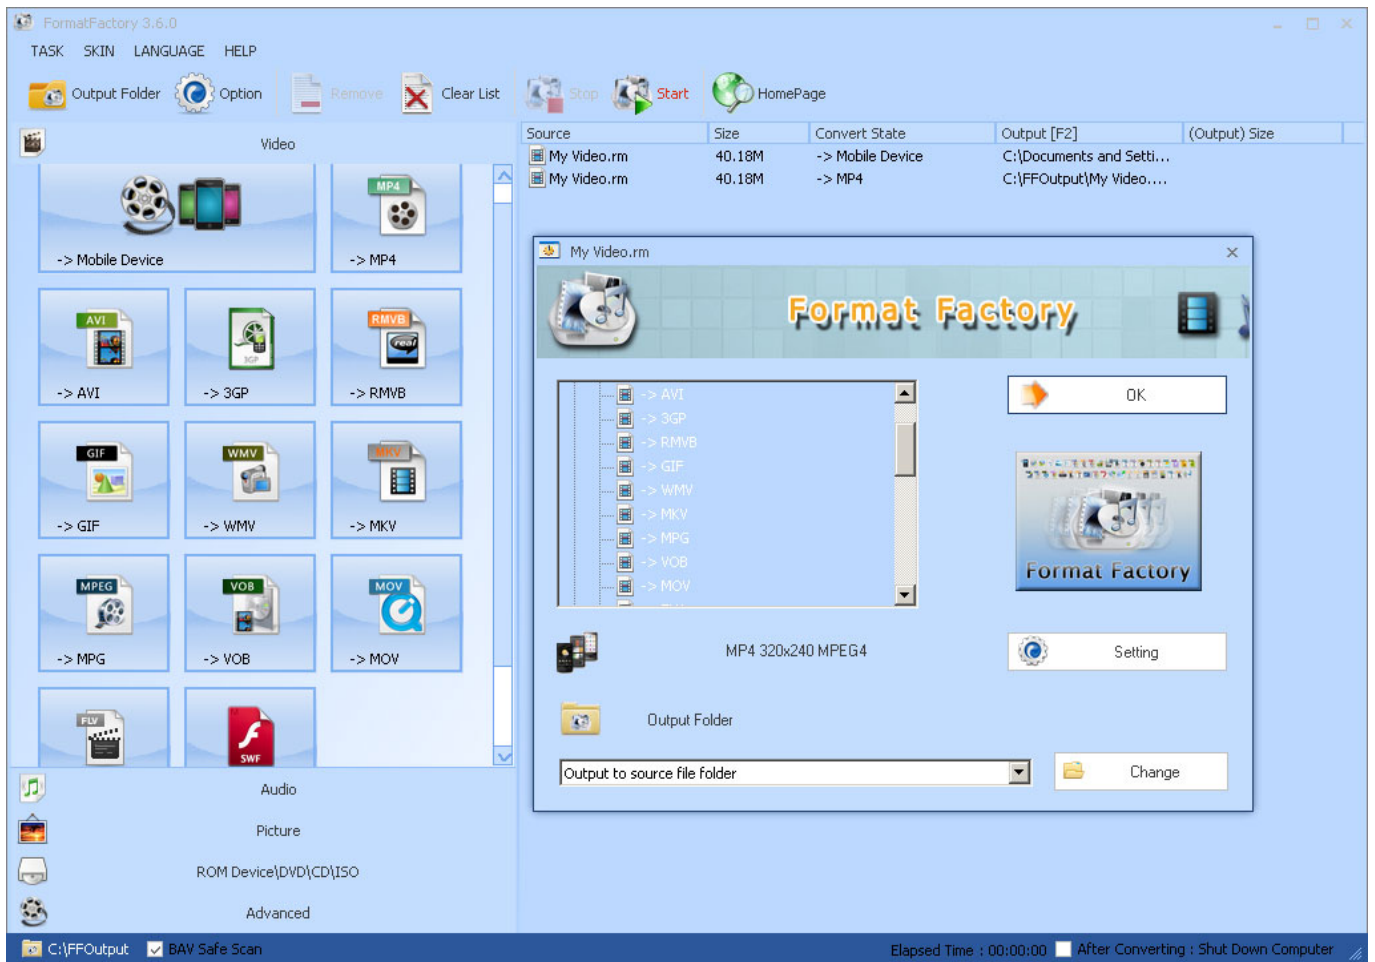 FormatFactory 3.6.0
TASK SKIN LANGUAGE HELP
Output Folder Option Remove Clear List Stop Start HomePage
Video
-> Mobile Device
MP4
-> MP4
AVI
-> AVI
3GP
-> 3GP
RMVB
real
-> RMVB
GIF
-> GIF
WMV
-> WMV
MKV
-> MKV
MPEG
-> MPG
VOB
-> VOB
MOV
-> MOV
FLV
SWF
Audio
Picture
ROM Device\DVD\CD\ISO
Advanced
Source Size Convert State Output [F2] (Output) Size
My Video.rm 40.18M -> Mobile Device C:\Documents and Setti...
My Video.rm 40.18M -> MP4 C:\FFOutput\My Video....
My Video.rm
Format Factory
-> AVI
-> 3GP
-> RMVB
-> GIF
-> WMV
-> MKV
-> MPG
-> VOB
-> MOV
OK
Format Factory
MP4 320x240 MPEG4
Setting
Output Folder
Output to source file folder
Change
C:\FFOutput BAV Safe Scan Elapsed Time : 00:00:00 After Converting : Shut Down Computer